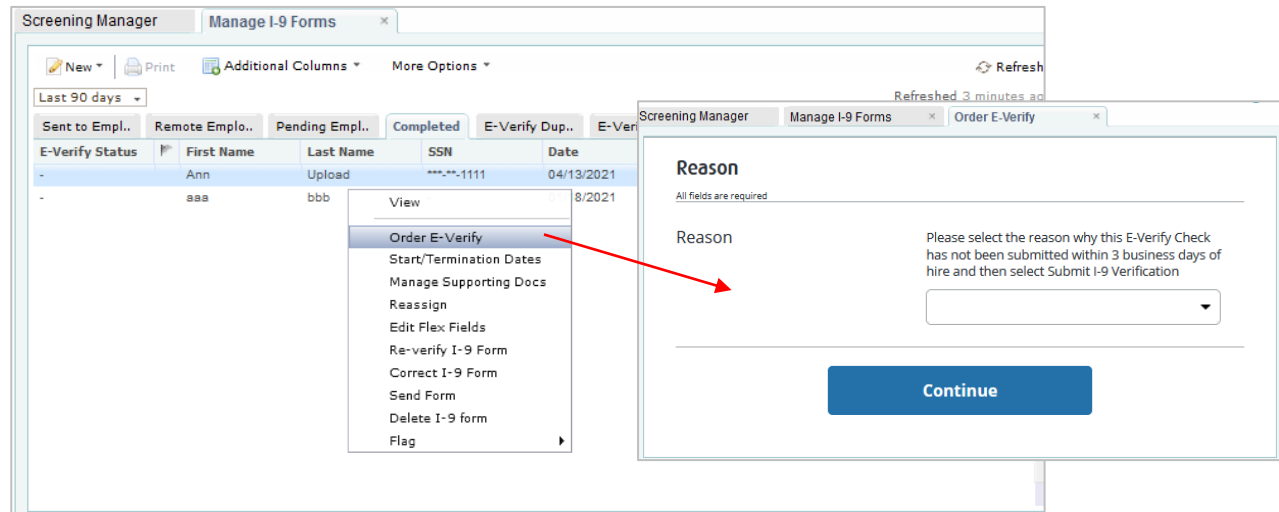 Screening Manager Manage I-9 Forms ×
New Print Additional Columns More Options Refresh
Last 90 days Refreshed 3 minutes ag
Sent to Empl.. Remote Emplo.. Pending Empl.. Completed E-Verify Dup.. E-Veri
E-Verify Status First Name Last Name SSN Date
- Ann Upload ***-**-1111 04/13/2021
- aaa bbb 8/2021
View
Order E-Verify
Start/Termination Dates
Manage Supporting Docs
Reassign
Edit Flex Fields
Re-verify I-9 Form
Correct I-9 Form
Send Form
Delete I-9 form
Flag
Screening Manager Manage I-9 Forms × Order E-Verify ×
Reason
All fields are required
Reason
Please select the reason why this E-Verify Check
has not been submitted within 3 business days of
hire and then select Submit I-9 Verification
Continue